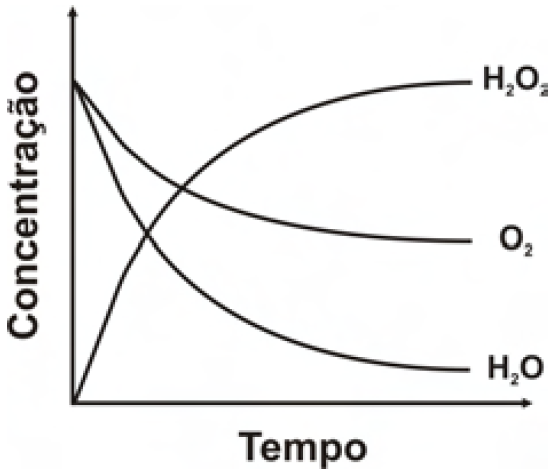 Concentração
H₂O₂
O₂
H₂O
Tempo